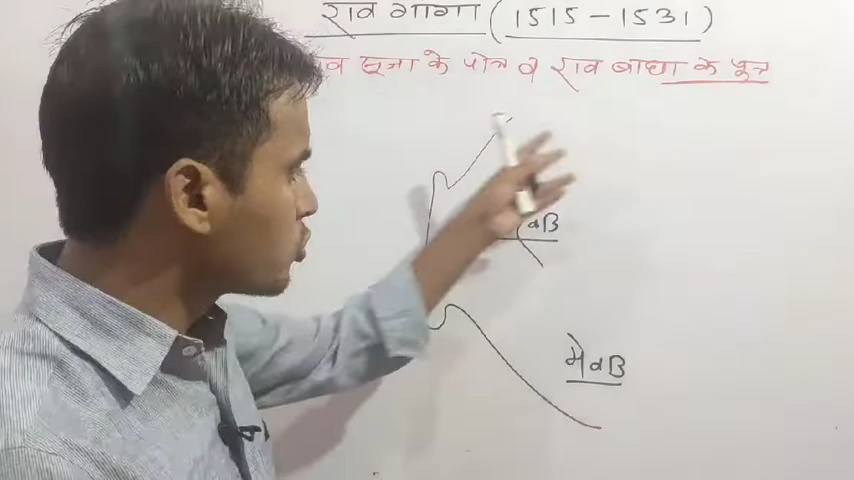 राव गागा (1515-1531)
व सूजा के पोत्र व राव बाघा के पुत्र
मेवाड